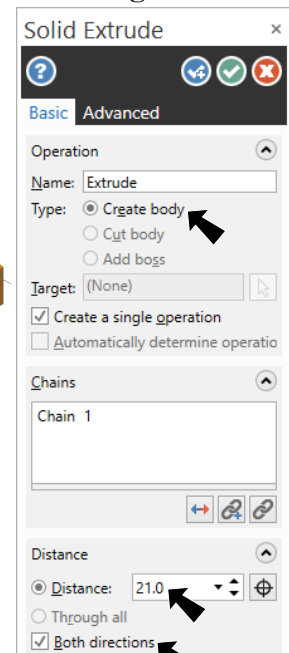 Solid Extrude
Basic Advanced
Operation
Name: Extrude
Type: Create body
Cut body
Add boss
Target: (None)
Create a single operation
Automatically determine operatio
Chains
Chain 1
Distance
Distance: 21.0
Through all
Both directions